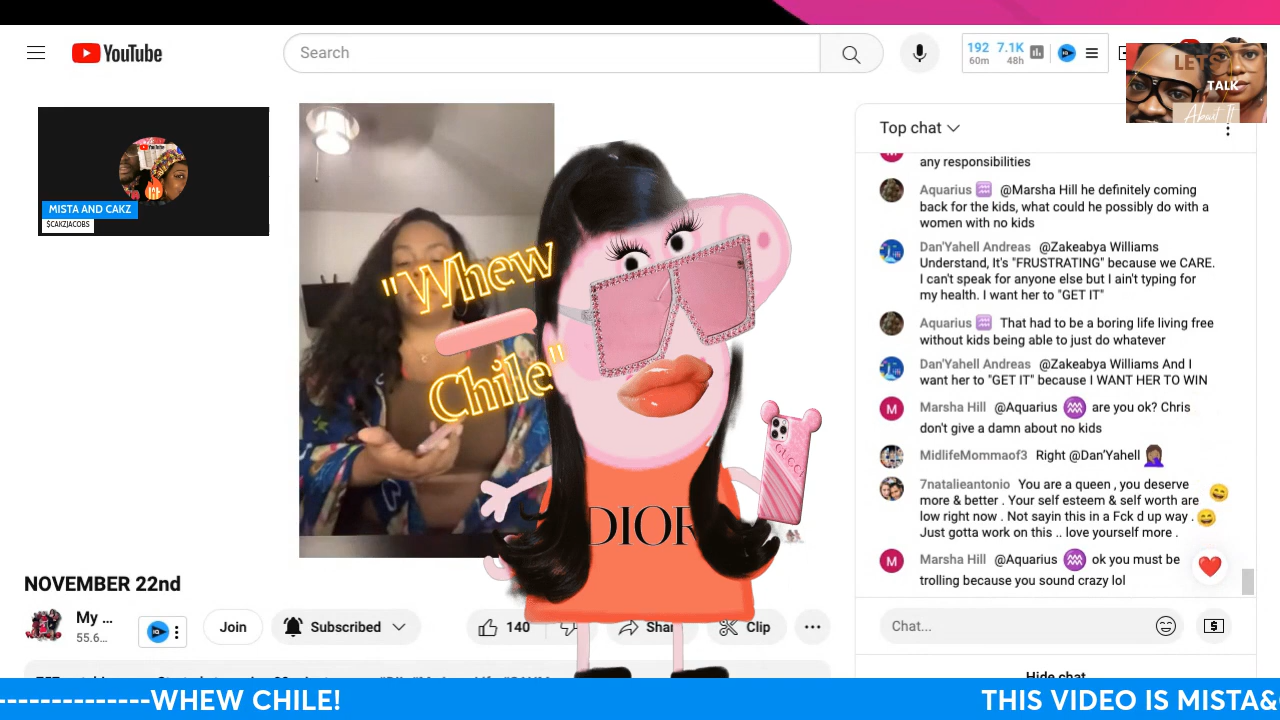 YouTube
Search
192 7.1K
60m 48h
LETS
TALK
About It
MISTA AND CAKZ
$CAKZJACOBS
"Whew
Chile"
DIOR
GUCCI
Top chat
any responsibilities
Aquarius ♒ @Marsha Hill he definitely coming
back for the kids, what could he possibly do with a
women with no kids
Dan'Yahell Andreas @Zakeabya Williams
Understand, It's "FRUSTRATING" because we CARE.
I can't speak for anyone else but I ain't typing for
my health. I want her to "GET IT"
Aquarius ♒ That had to be a boring life living free
without kids being able to just do whatever
Dan'Yahell Andreas @Zakeabya Williams And I
want her to "GET IT" because I WANT HER TO WIN
Marsha Hill @Aquarius ♒ are you ok? Chris
don't give a damn about no kids
MidlifeMommaof3 Right @Dan'Yahell 🤦🏾‍♀️
7natalieantonio You are a queen , you deserve
more & better . Your self esteem & self worth are
low right now . Not sayin this in a Fck d up way .
Just gotta work on this .. love yourself more .
Marsha Hill @Aquarius ♒ ok you must be
trolling because you sound crazy lol
Chat...
Hide chat
NOVEMBER 22nd
My ...
55.6...
Join
Subscribed
140
Shar
Clip
--------------WHEW CHILE!
THIS VIDEO IS MISTA&